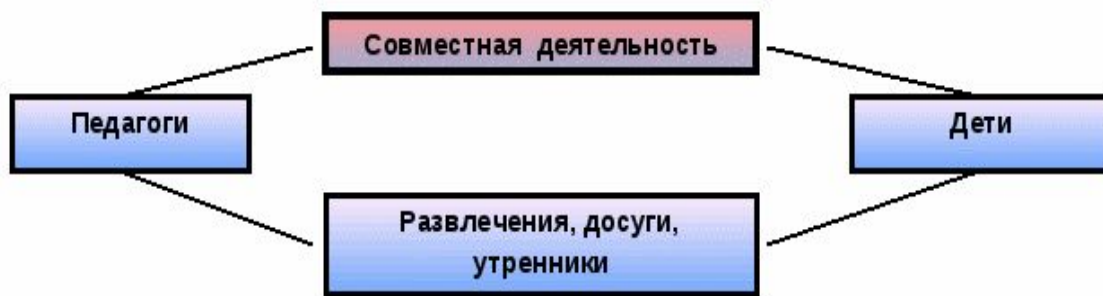 Совместная деятельность
Педагоги
Дети
Развлечения, досуги,
утренники